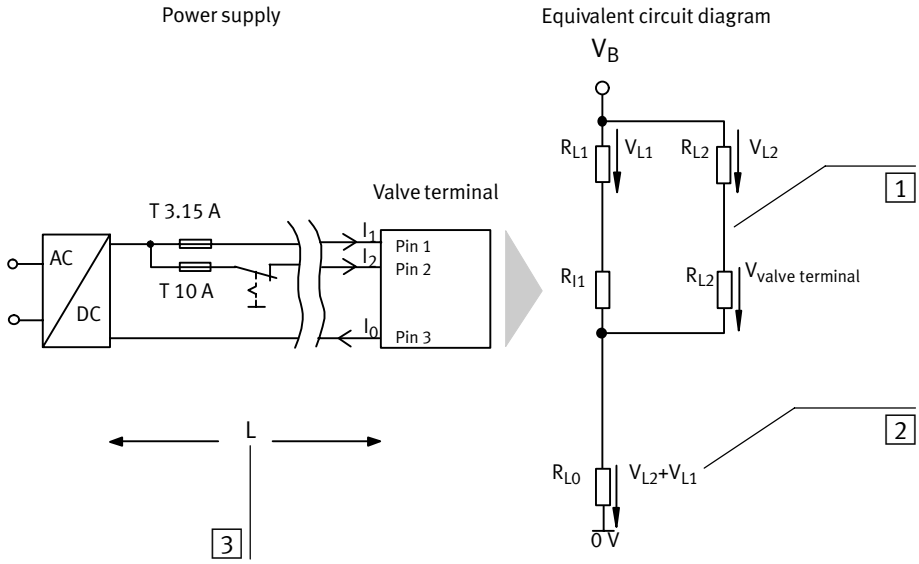 Power supply
Equivalent circuit diagram
V_B
R_L1
V_L1
R_L2
V_L2
1
Valve terminal
T 3.15 A
I_1
Pin 1
AC
I_2
Pin 2
T 10 A
DC
R_I1
R_L2
V_valve terminal
I_0
Pin 3
L
2
R_L0
V_L2+V_L1
3
0 V